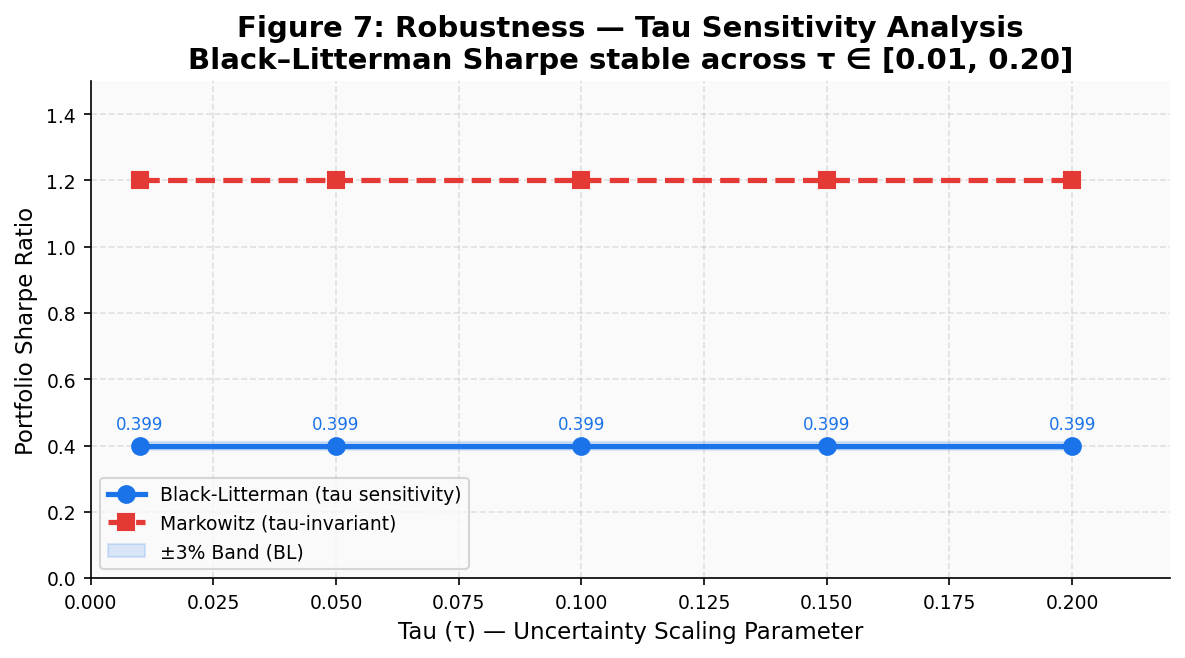 Figure 7: Robustness — Tau Sensitivity Analysis
Black–Litterman Sharpe stable across τ ∈ [0.01, 0.20]
Portfolio Sharpe Ratio
1.4
1.2
1.0
0.8
0.6
0.4
0.2
0.0
0.399 0.399 0.399 0.399 0.399
Black-Litterman (tau sensitivity)
Markowitz (tau-invariant)
±3% Band (BL)
0.000 0.025 0.050 0.075 0.100 0.125 0.150 0.175 0.200
Tau (τ) — Uncertainty Scaling Parameter